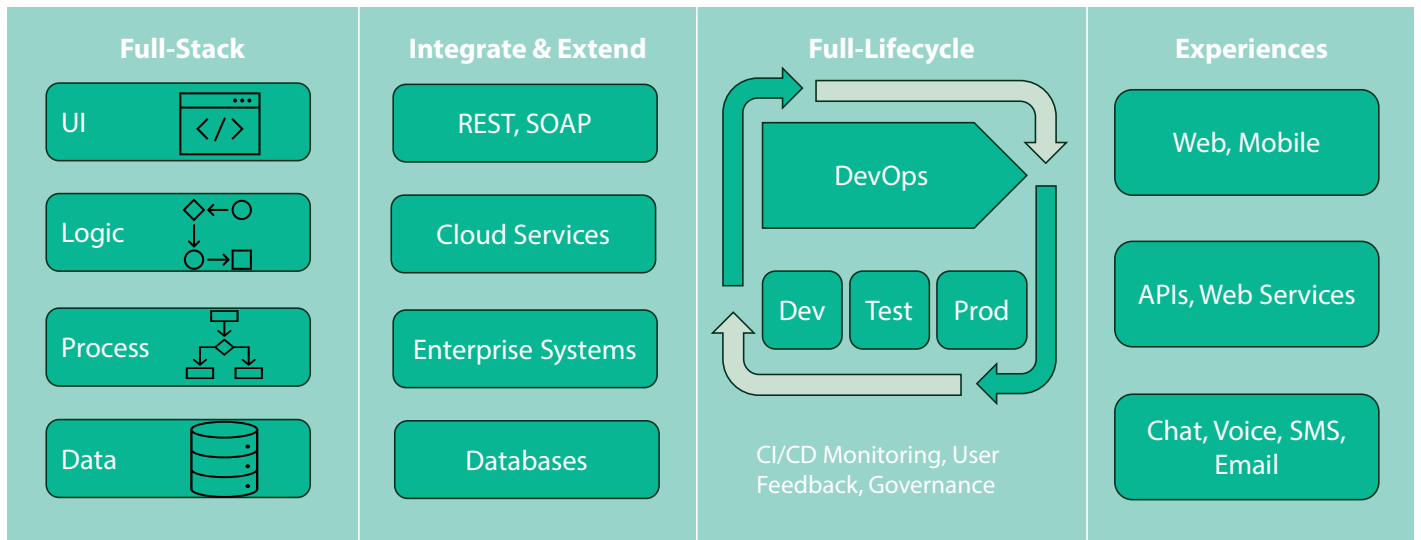 Full-Stack
UI
</>
Logic
Process
Data
Integrate & Extend
REST, SOAP
Cloud Services
Enterprise Systems
Databases
Full-Lifecycle
DevOps
Dev
Test
Prod
CI/CD Monitoring, User
Feedback, Governance
Experiences
Web, Mobile
APIs, Web Services
Chat, Voice, SMS,
Email